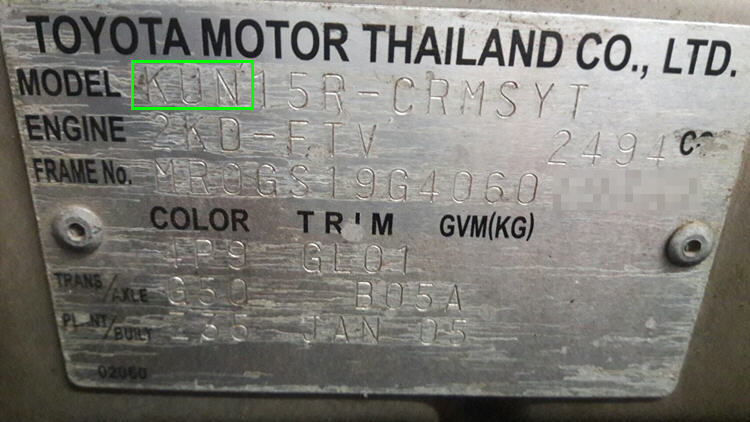 TOYOTA MOTOR THAILAND CO., LTD.
MODEL KUN15R-CRMSYT
ENGINE 2KD-FTV 2494 CC
FRAME No. MR0GS19G4060
COLOR TRIM GVM(KG)
4P9 GL01
TRANS/AXLE G50 B05A
PLANT/BUILT JAN 05
02060